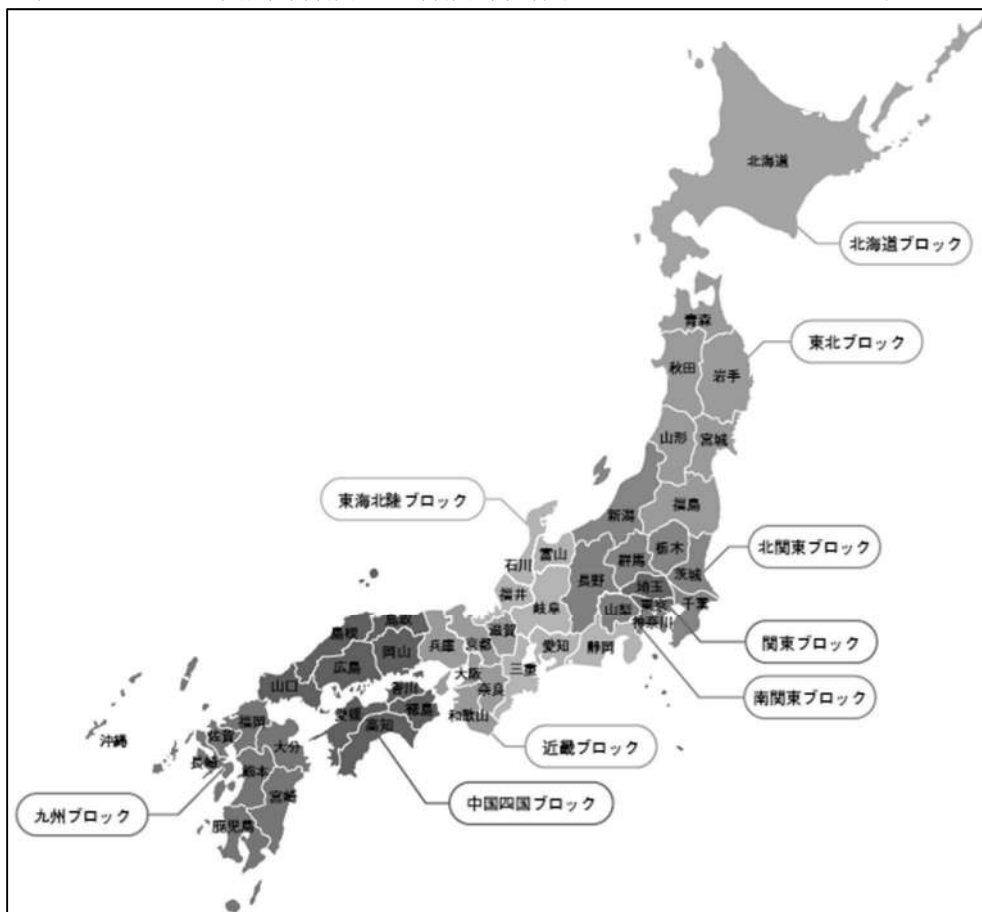 北海道
北海道ブロック
青森
東北ブロック
秋田
岩手
山形
宮城
東海北陸ブロック
新潟
福島
北関東ブロック
石川
富山
群馬
栃木
茨城
長野
埼玉
福井
岐阜
山梨
東京
千葉
神奈川
関東ブロック
鳥取
島根
兵庫
京都
滋賀
愛知
静岡
岡山
広島
大阪
三重
南関東ブロック
山口
香川
奈良
徳島
愛媛
高知
和歌山
近畿ブロック
福岡
沖縄
佐賀
大分
長崎
熊本
宮崎
中国四国ブロック
九州ブロック
鹿児島